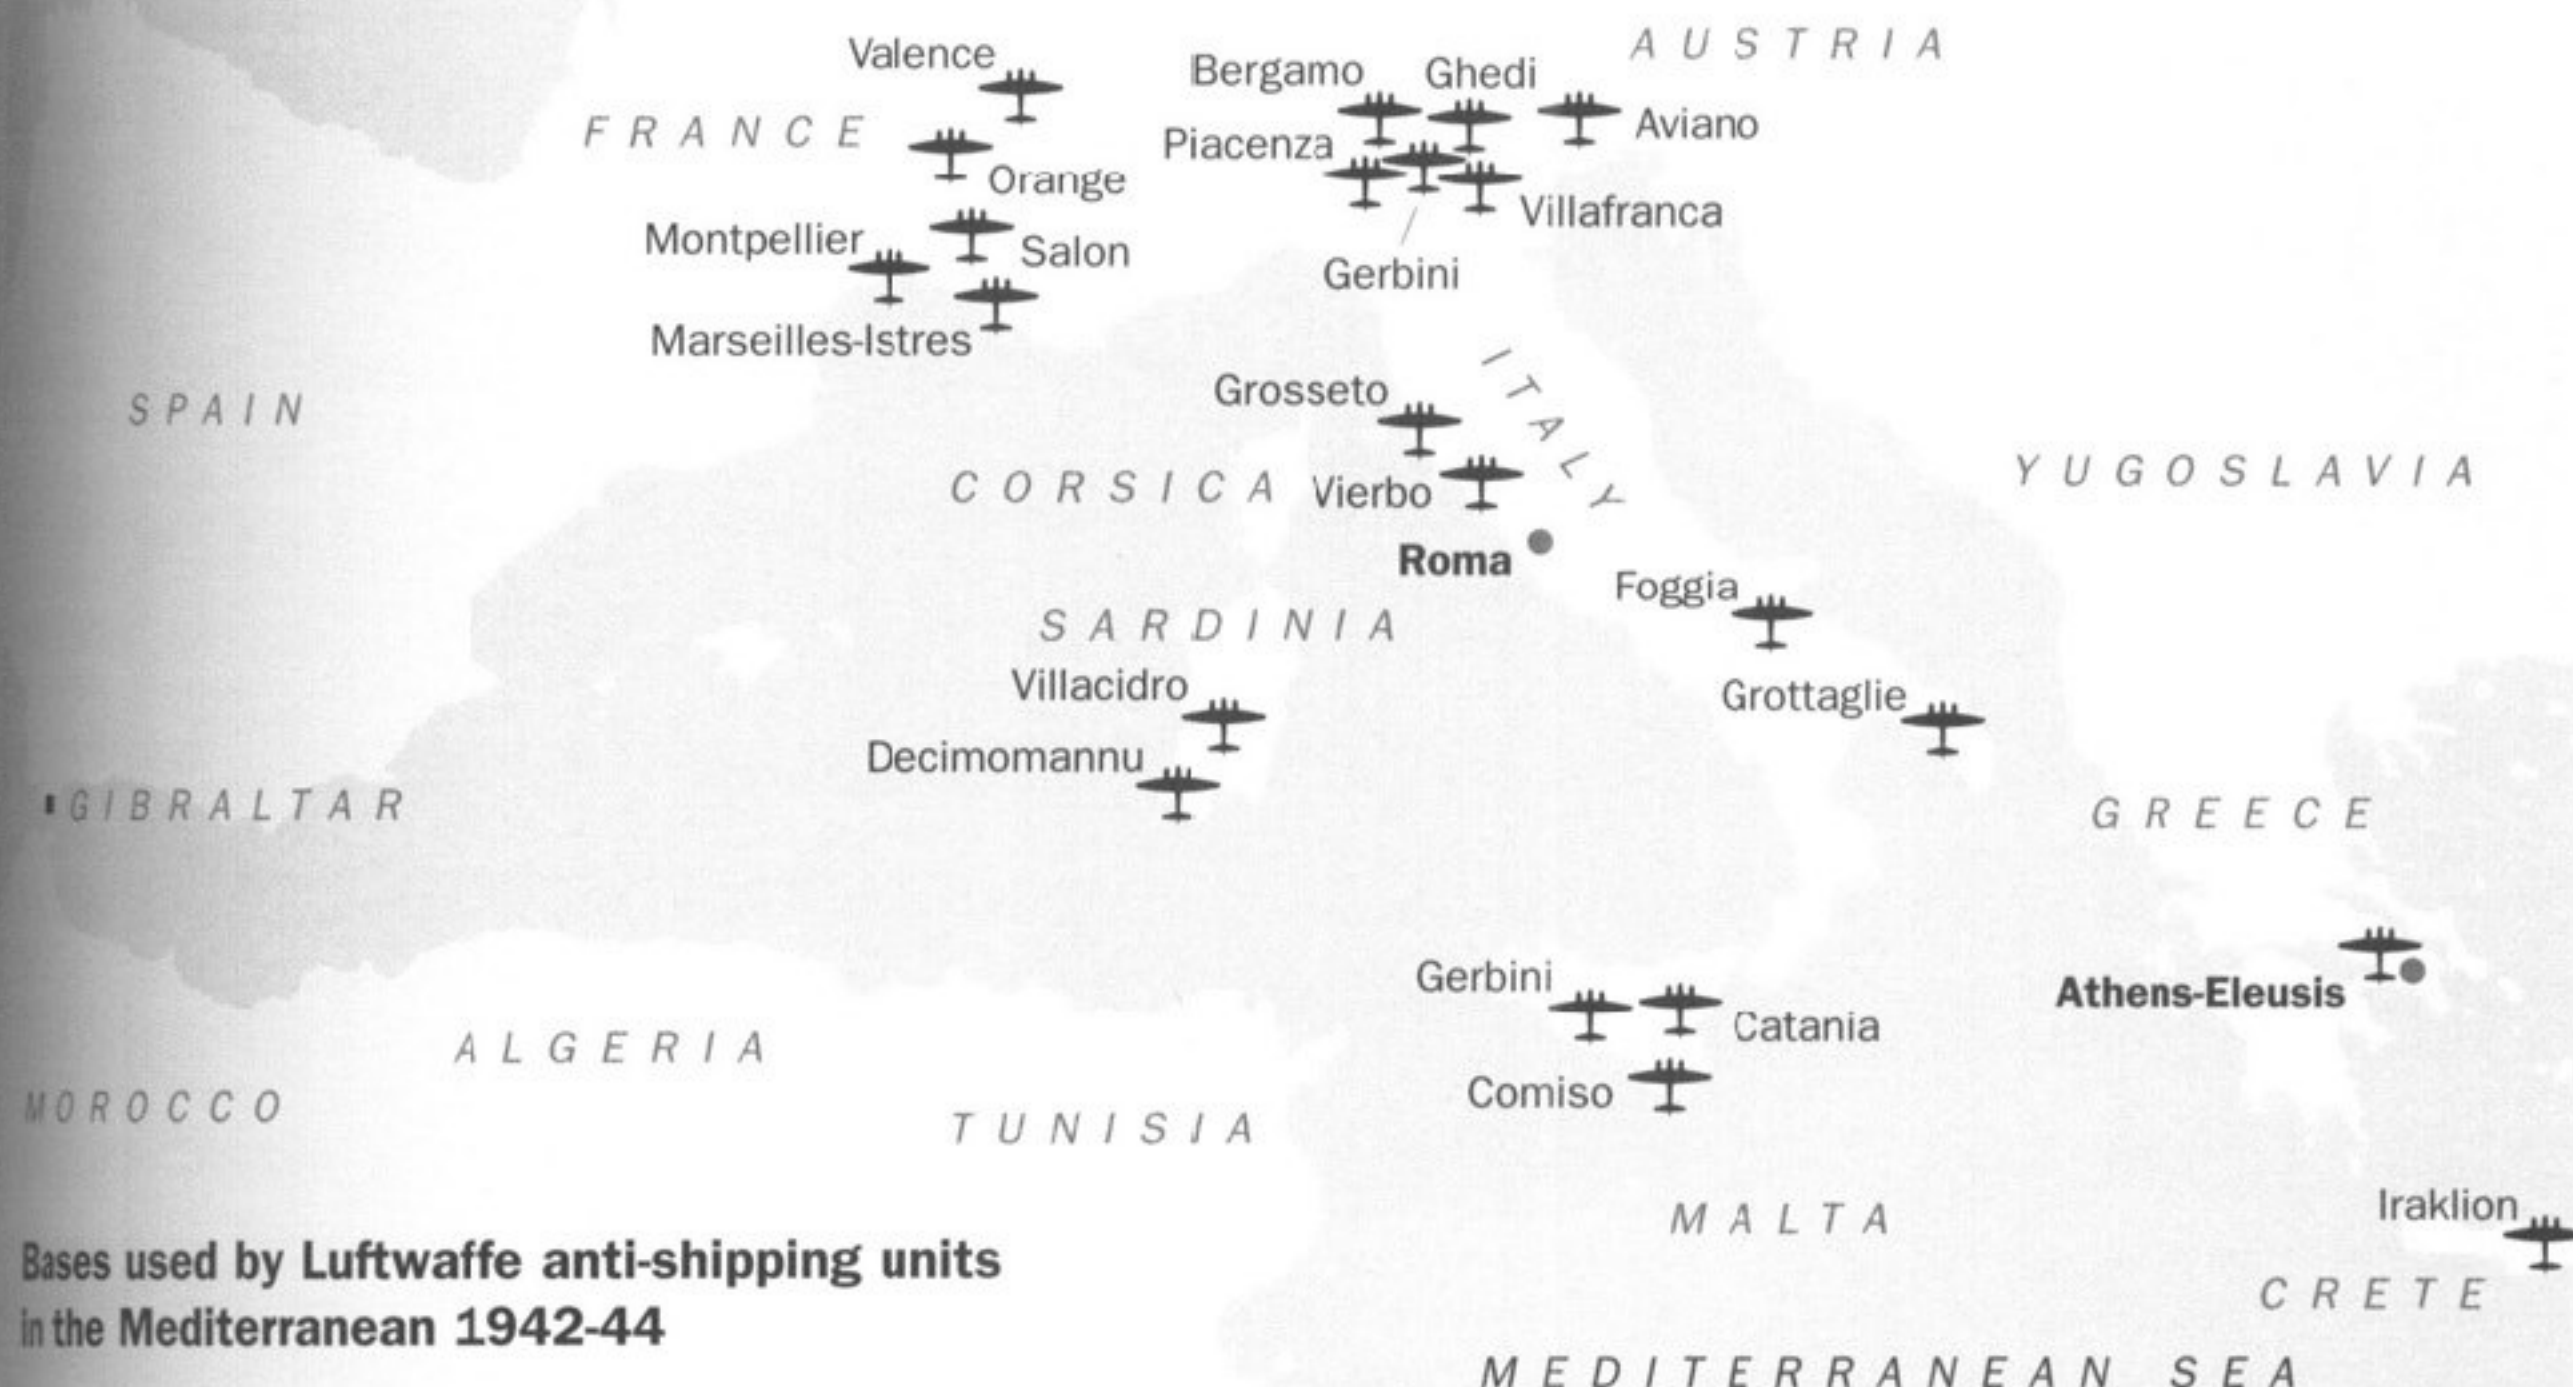 AUSTRIA
Valence
Bergamo
Ghedi
FRANCE
Aviano
Piacenza
Orange
Villafranca
Montpellier
Salon
Gerbini
Marseilles-Istres
ITALY
Grosseto
SPAIN
YUGOSLAVIA
CORSICA
Vierbo
Roma
Foggia
SARDINIA
Villacidro
Grottaglie
Decimomannu
GIBRALTAR
GREECE
Gerbini
Athens-Eleusis
Catania
ALGERIA
Comiso
MOROCCO
TUNISIA
Iraklion
MALTA
Bases used by Luftwaffe anti-shipping units
in the Mediterranean 1942-44
CRETE
MEDITERRANEAN SEA